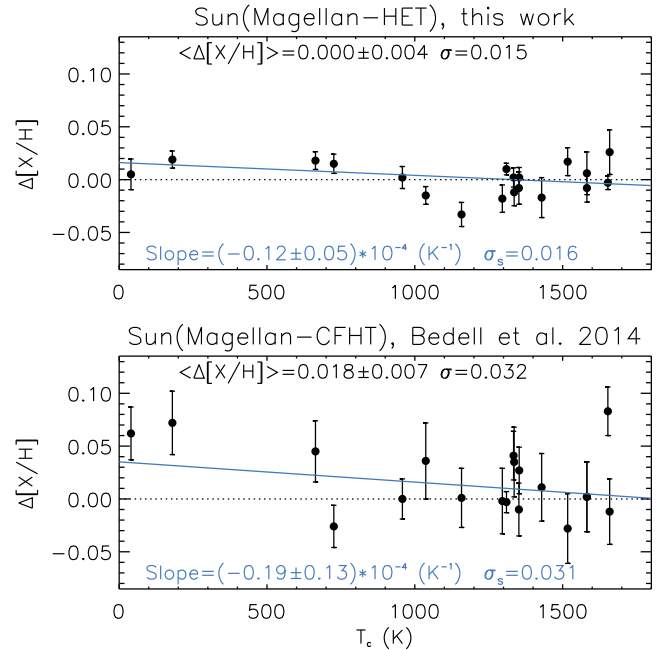 Sun(Magellan−HET), this work
<Δ[X/H]>=0.000±0.004 σ=0.015
0.10
0.05
0.00
−0.05
Δ[X/H]
Slope=(−0.12±0.05)*10⁻⁴ (K⁻¹) σₛ=0.016
0 500 1000 1500
Sun(Magellan−CFHT), Bedell et al. 2014
<Δ[X/H]>=0.018±0.007 σ=0.032
0.10
0.05
0.00
−0.05
Δ[X/H]
Slope=(−0.19±0.13)*10⁻⁴ (K⁻¹) σₛ=0.031
0 500 1000 1500
T꜀ (K)